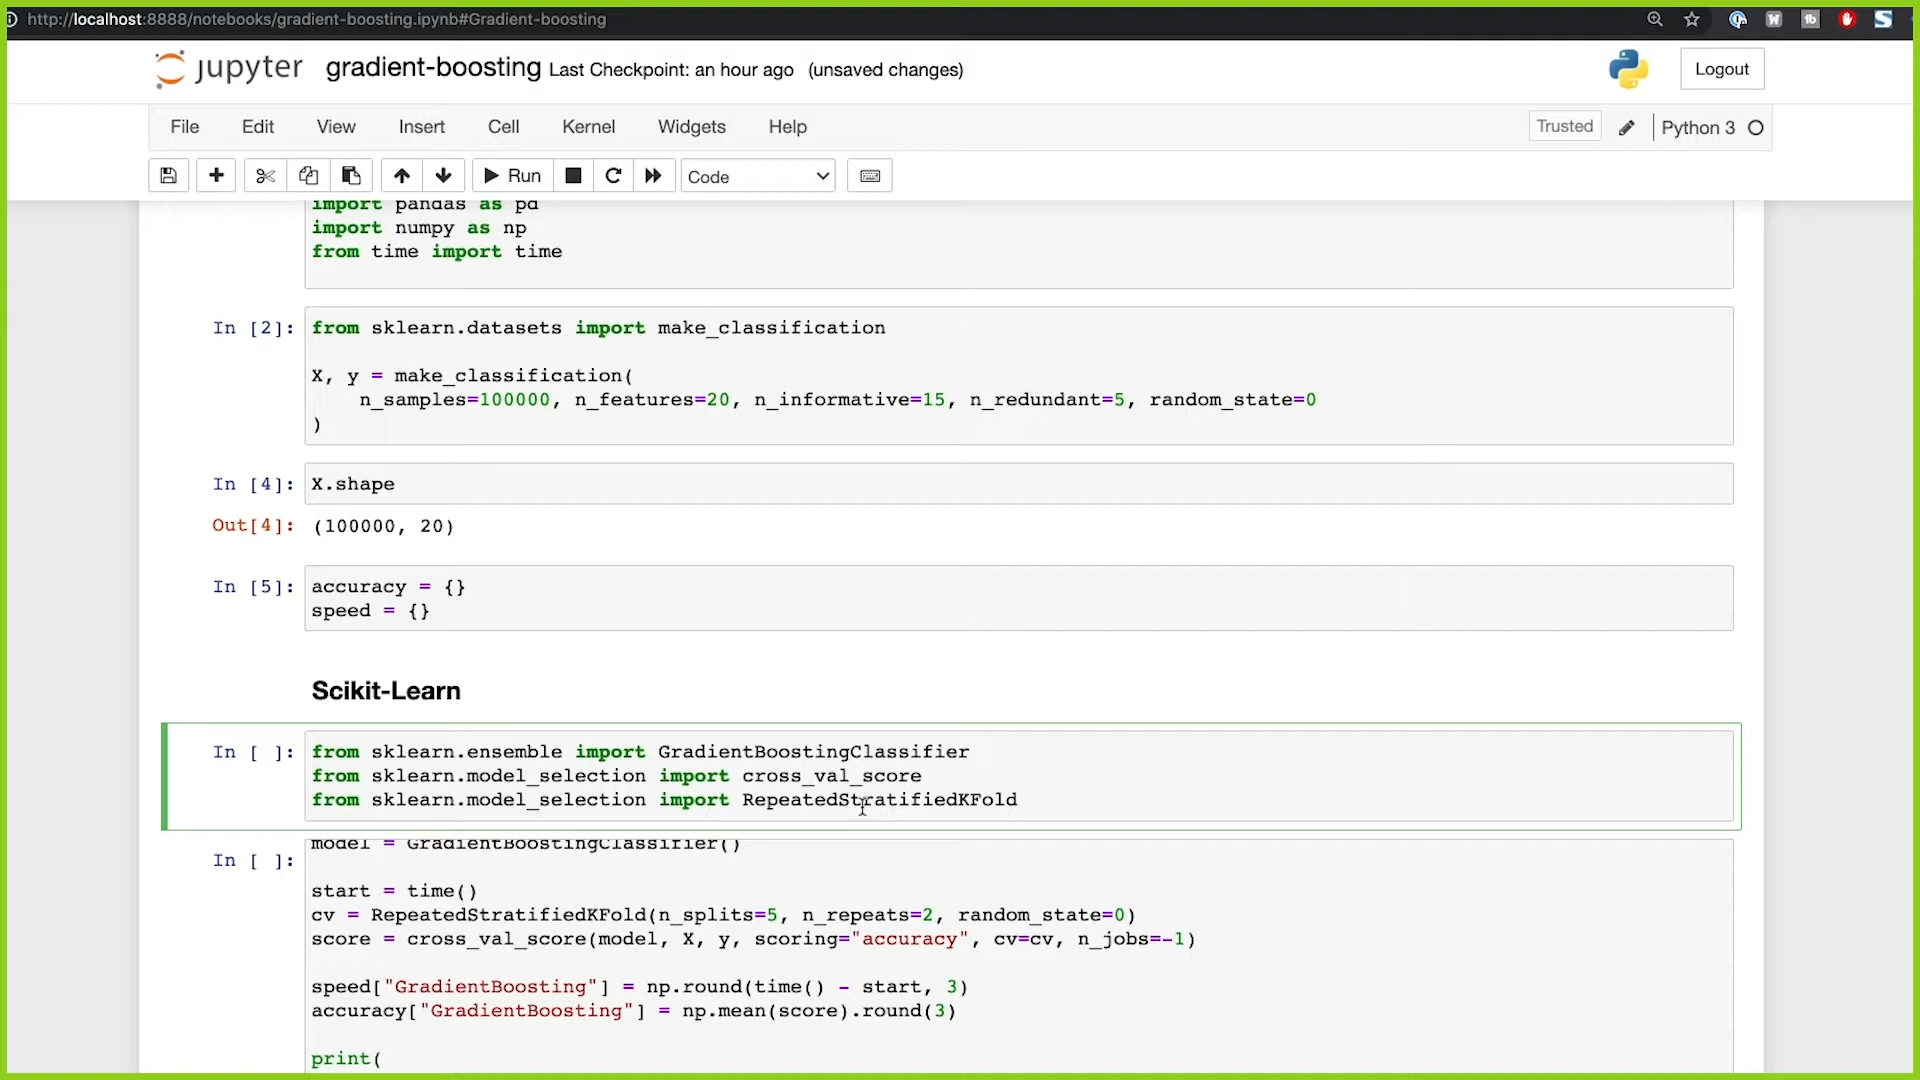 http://localhost:8888/notebooks/gradient-boosting.ipynb#Gradient-boosting
jupyter gradient-boosting Last Checkpoint: an hour ago (unsaved changes) Logout
File Edit View Insert Cell Kernel Widgets Help Trusted Python 3
Run Code
import pandas as pd
import numpy as np
from time import time
In [2]: from sklearn.datasets import make_classification
X, y = make_classification(
n_samples=100000, n_features=20, n_informative=15, n_redundant=5, random_state=0
)
In [4]: X.shape
Out[4]: (100000, 20)
In [5]: accuracy = {}
speed = {}
Scikit-Learn
In [ ]: from sklearn.ensemble import GradientBoostingClassifier
from sklearn.model_selection import cross_val_score
from sklearn.model_selection import RepeatedStratifiedKFold
In [ ]: model = GradientBoostingClassifier()
start = time()
cv = RepeatedStratifiedKFold(n_splits=5, n_repeats=2, random_state=0)
score = cross_val_score(model, X, y, scoring="accuracy", cv=cv, n_jobs=-1)
speed["GradientBoosting"] = np.round(time() - start, 3)
accuracy["GradientBoosting"] = np.mean(score).round(3)
print(